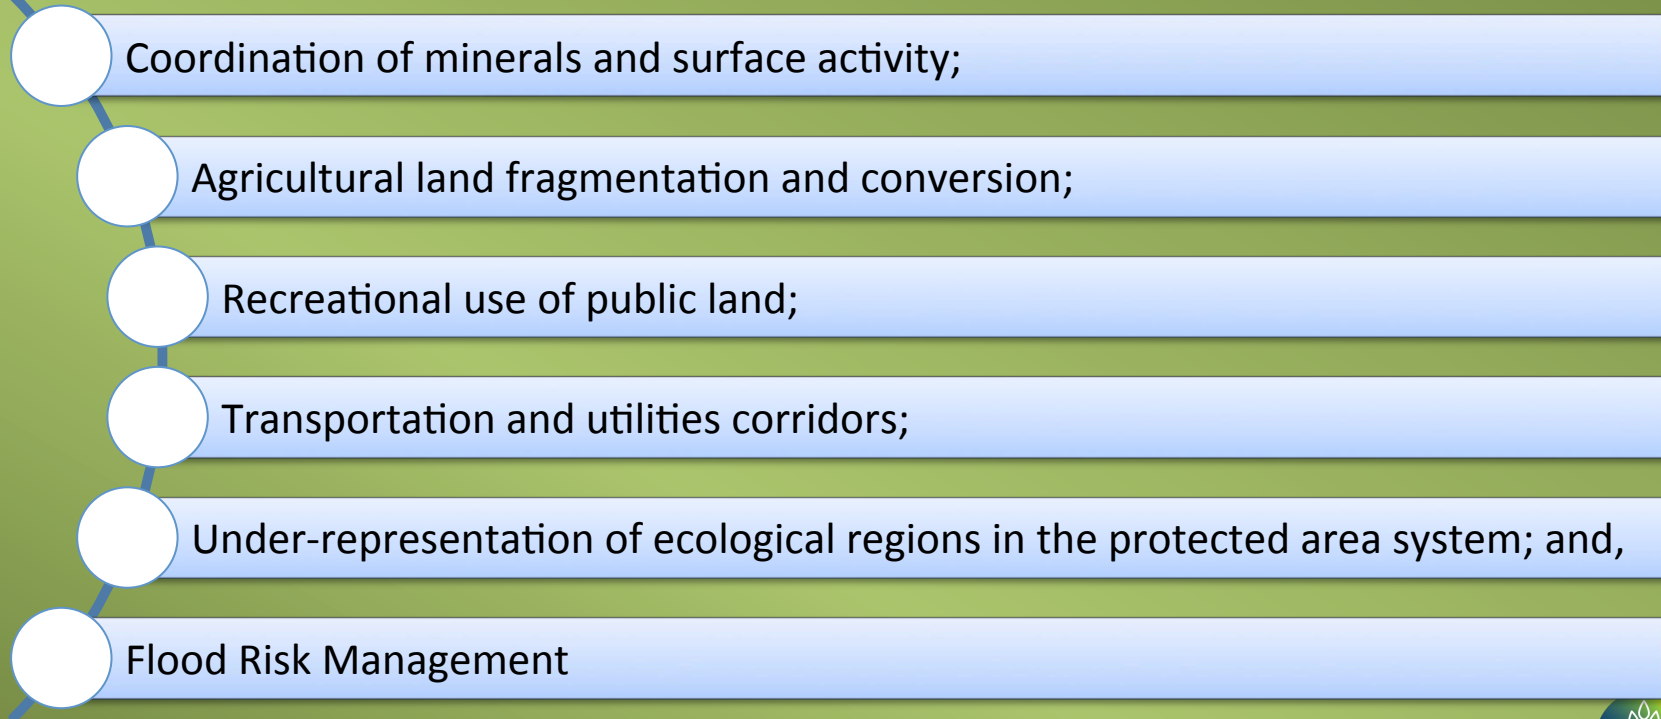 Coordination of minerals and surface activity;
Agricultural land fragmentation and conversion;
Recreational use of public land;
Transportation and utilities corridors;
Under-representation of ecological regions in the protected area system; and,
Flood Risk Management